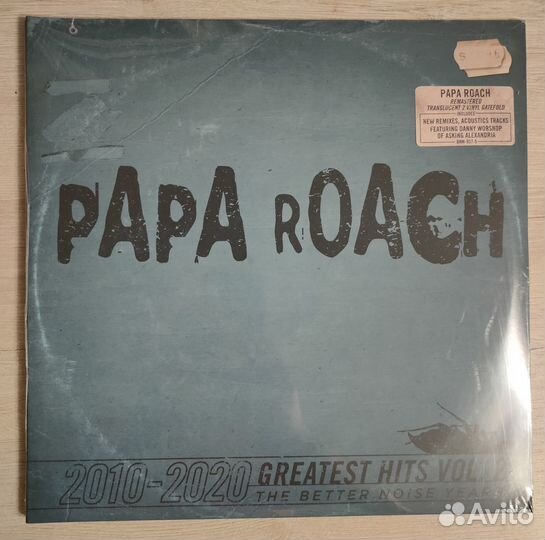 PAPA ROACH
REMASTERED
TRANSLUCENT 2 VINYL GATEFOLD
INCLUDES
NEW REMIXES, ACOUSTICS TRACKS
FEATURING DANNY WORSNOP
OF ASKING ALEXANDRIA
PAPA ROACH
2010-2020 GREATEST HITS VOL. 2
THE BETTER NOISE YEARS
Avito